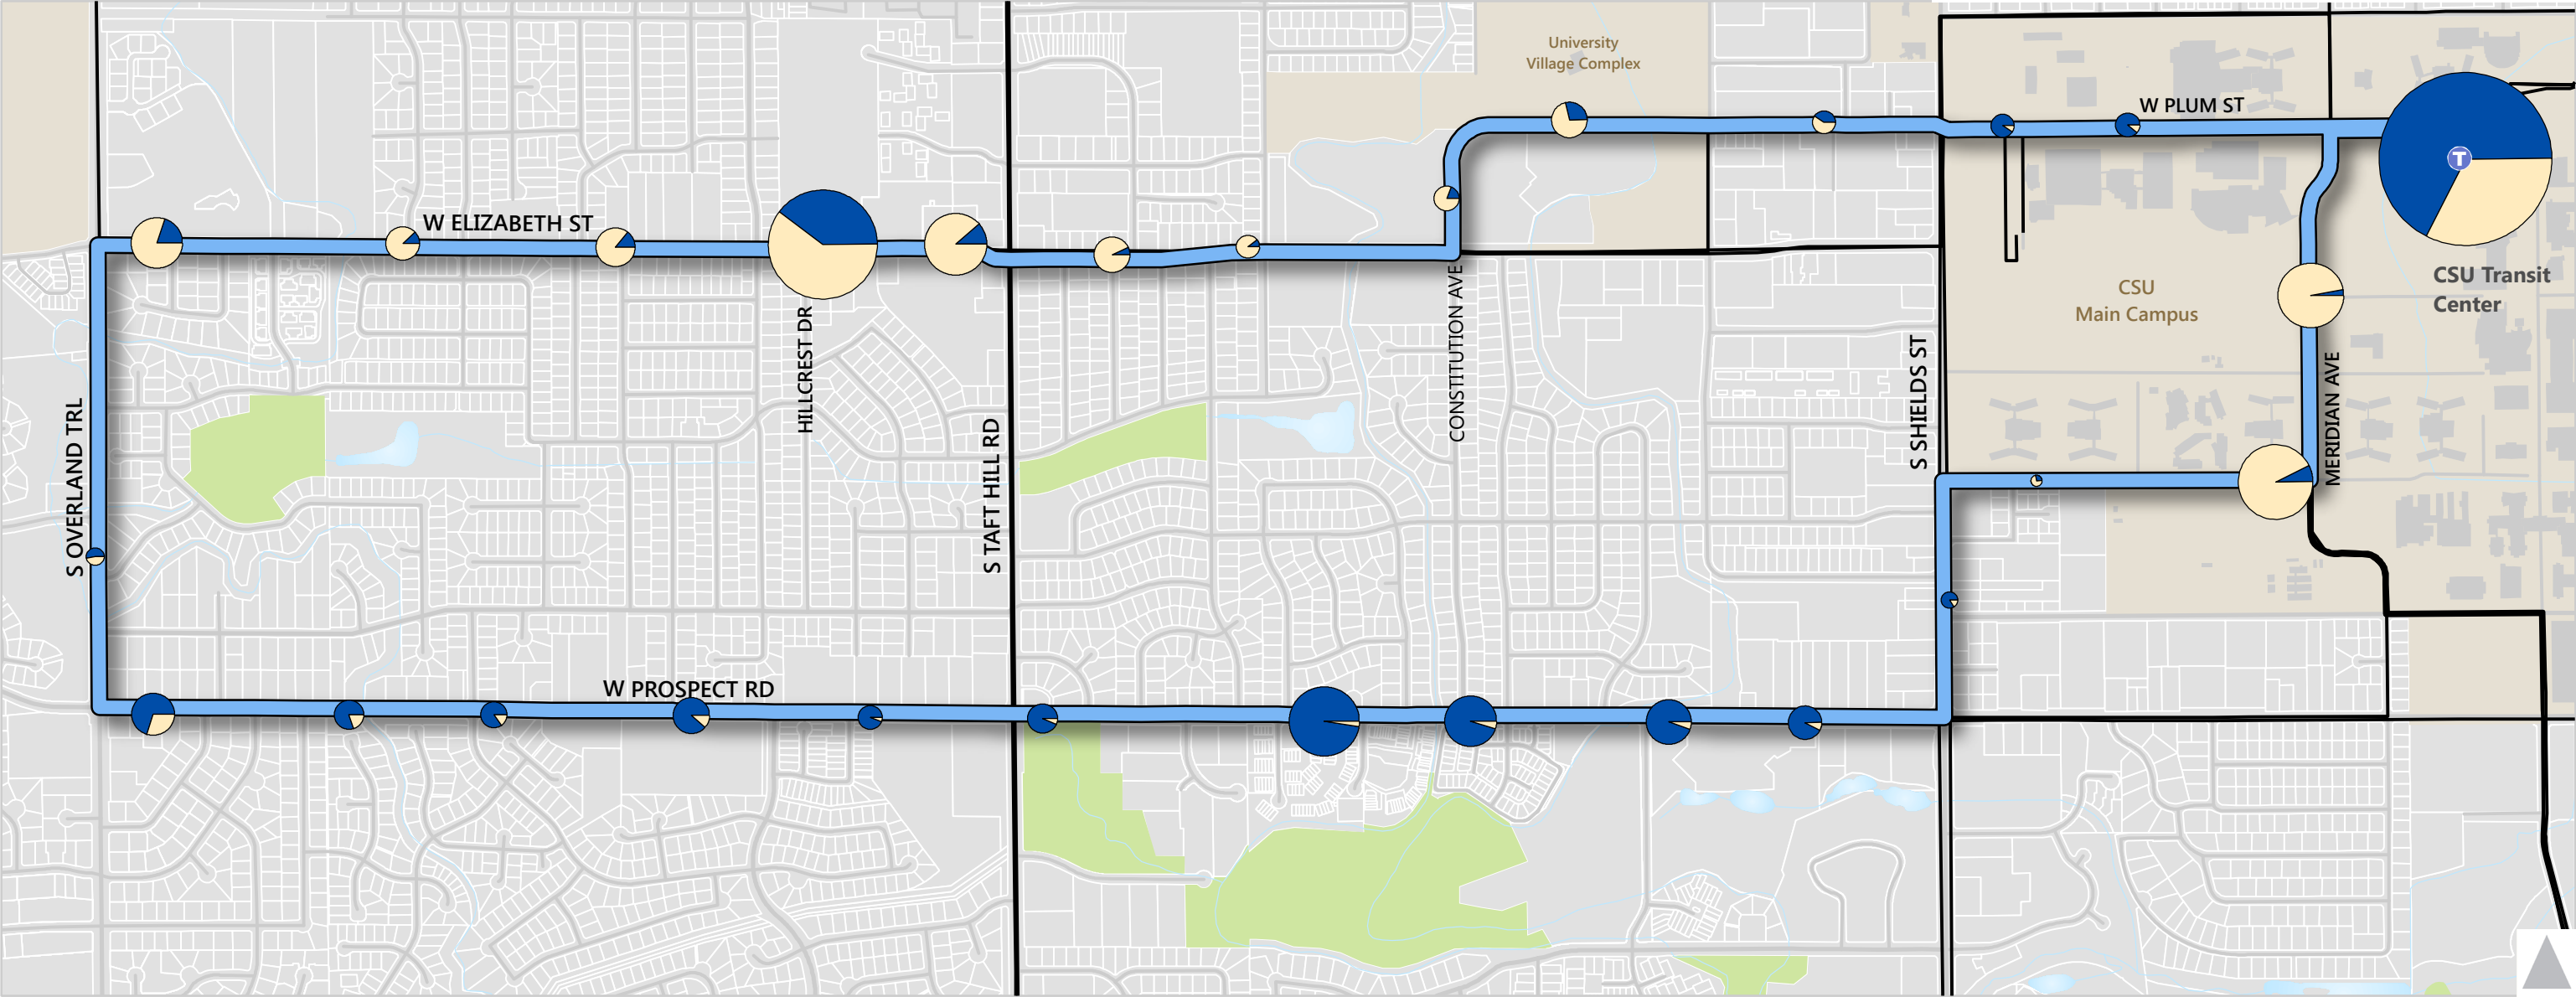 University
Village Complex
W PLUM ST
T
W ELIZABETH ST
CSU Transit
Center
CSU
Main Campus
HILLCREST DR
CONSTITUTION AVE
S SHIELDS ST
MERIDIAN AVE
S OVERLAND TRL
S TAFT HILL RD
W PROSPECT RD